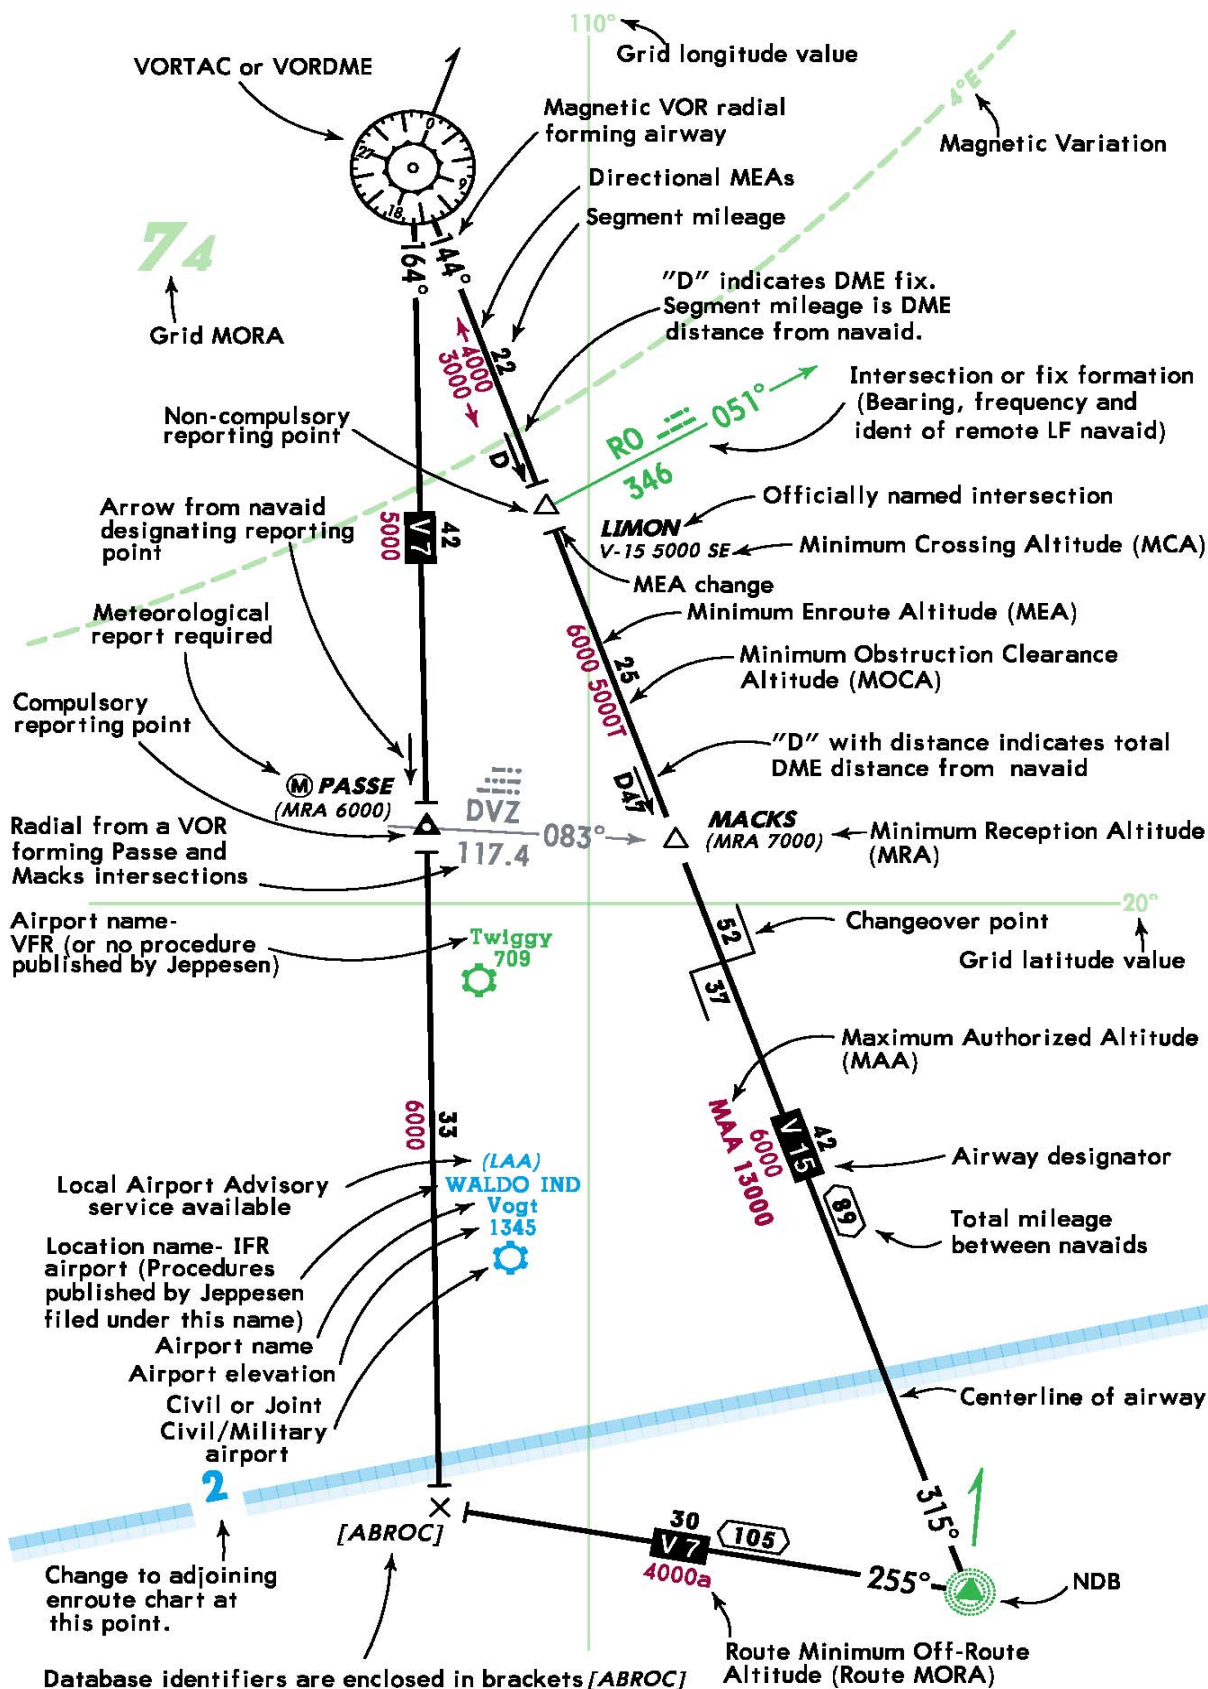 110°
Grid longitude value
VORTAC or VORDME
4°E
Magnetic VOR radial
forming airway
Magnetic Variation
0
27
9
18
Directional MEAs
Segment mileage
164°
144°
74
Grid MORA
"D" indicates DME fix.
Segment mileage is DME
distance from navaid.
22
4000
3000
Intersection or fix formation
(Bearing, frequency and
ident of remote LF navaid)
RO
051°
346
Non-compulsory
reporting point
D
Officially named intersection
LIMON
V-15 5000 SE
Minimum Crossing Altitude (MCA)
Arrow from navaid
designating reporting
point
V 7
42
5000
MEA change
Meteorological
report required
Minimum Enroute Altitude (MEA)
25
6000 5000T
Minimum Obstruction Clearance
Altitude (MOCA)
Compulsory
reporting point
"D" with distance indicates total
DME distance from navaid
D47
M PASSE
(MRA 6000)
DVZ
083°
117.4
MACKS
(MRA 7000)
Minimum Reception Altitude
(MRA)
Radial from a VOR
forming Passe and
Macks intersections
20°
Airport name-
VFR (or no procedure
published by Jeppesen)
Twiggy
709
52
37
Changeover point
Grid latitude value
Maximum Authorized Altitude
(MAA)
33
6000
42
V 15
6000
MAA 13000
Airway designator
(LAA)
WALDO IND
Vogt
1345
Local Airport Advisory
service available
89
Total mileage
between navaids
Location name- IFR
airport (Procedures
published by Jeppesen
filed under this name)
Airport name
Airport elevation
Civil or Joint
Civil/Military
airport
Centerline of airway
2
[ABROC]
315°
30
V 7
105
4000a
255°
NDB
Change to adjoining
enroute chart at
this point.
Route Minimum Off-Route
Altitude (Route MORA)
Database identifiers are enclosed in brackets [ABROC]